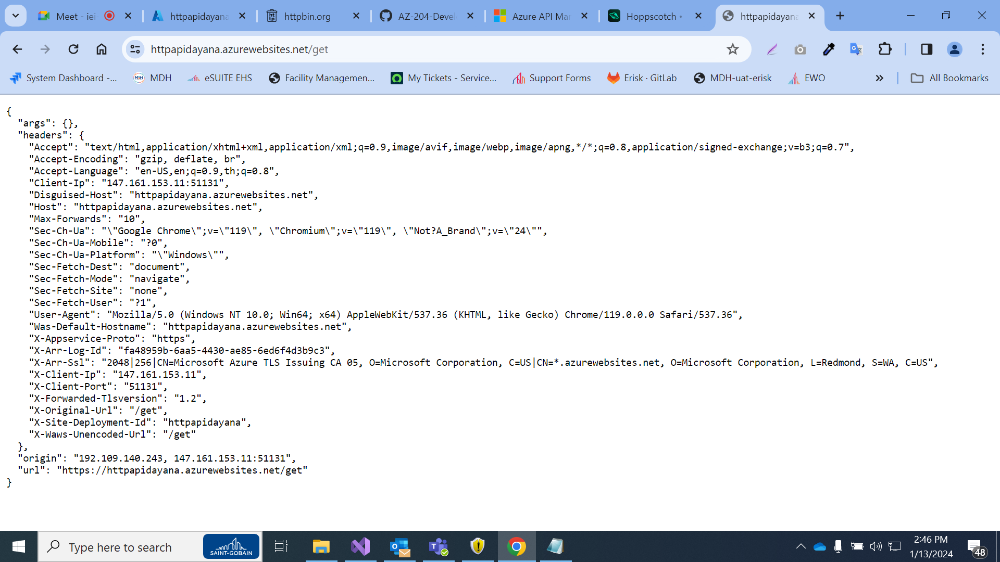 Meet - iei-
httpapidayana
httpbin.org
AZ-204-Devel
Azure API Mar
Hoppscotch •
httpapidayana
httpapidayana.azurewebsites.net/get
System Dashboard -...
MDH
eSUITE EHS
Facility Managemen...
My Tickets - Service...
Support Forms
Erisk · GitLab
MDH-uat-erisk
EWO
All Bookmarks
{
  "args": {},
  "headers": {
    "Accept": "text/html,application/xhtml+xml,application/xml;q=0.9,image/avif,image/webp,image/apng,*/*;q=0.8,application/signed-exchange;v=b3;q=0.7",
    "Accept-Encoding": "gzip, deflate, br",
    "Accept-Language": "en-US,en;q=0.9,th;q=0.8",
    "Client-Ip": "147.161.153.11:51131",
    "Disguised-Host": "httpapidayana.azurewebsites.net",
    "Host": "httpapidayana.azurewebsites.net",
    "Max-Forwards": "10",
    "Sec-Ch-Ua": "\"Google Chrome\";v=\"119\", \"Chromium\";v=\"119\", \"Not?A_Brand\";v=\"24\"",
    "Sec-Ch-Ua-Mobile": "?0",
    "Sec-Ch-Ua-Platform": "\"Windows\"",
    "Sec-Fetch-Dest": "document",
    "Sec-Fetch-Mode": "navigate",
    "Sec-Fetch-Site": "none",
    "Sec-Fetch-User": "?1",
    "User-Agent": "Mozilla/5.0 (Windows NT 10.0; Win64; x64) AppleWebKit/537.36 (KHTML, like Gecko) Chrome/119.0.0.0 Safari/537.36",
    "Was-Default-Hostname": "httpapidayana.azurewebsites.net",
    "X-Appservice-Proto": "https",
    "X-Arr-Log-Id": "fa48959b-6aa5-4430-ae85-6ed6f4d3b9c3",
    "X-Arr-Ssl": "2048|256|CN=Microsoft Azure TLS Issuing CA 05, O=Microsoft Corporation, C=US|CN=*.azurewebsites.net, O=Microsoft Corporation, L=Redmond, S=WA, C=US",
    "X-Client-Ip": "147.161.153.11",
    "X-Client-Port": "51131",
    "X-Forwarded-Tlsversion": "1.2",
    "X-Original-Url": "/get",
    "X-Site-Deployment-Id": "httpapidayana",
    "X-Waws-Unencoded-Url": "/get"
  },
  "origin": "192.109.140.243, 147.161.153.11:51131",
  "url": "https://httpapidayana.azurewebsites.net/get"
}
Type here to search
SAINT-GOBAIN
2:46 PM
1/13/2024
48